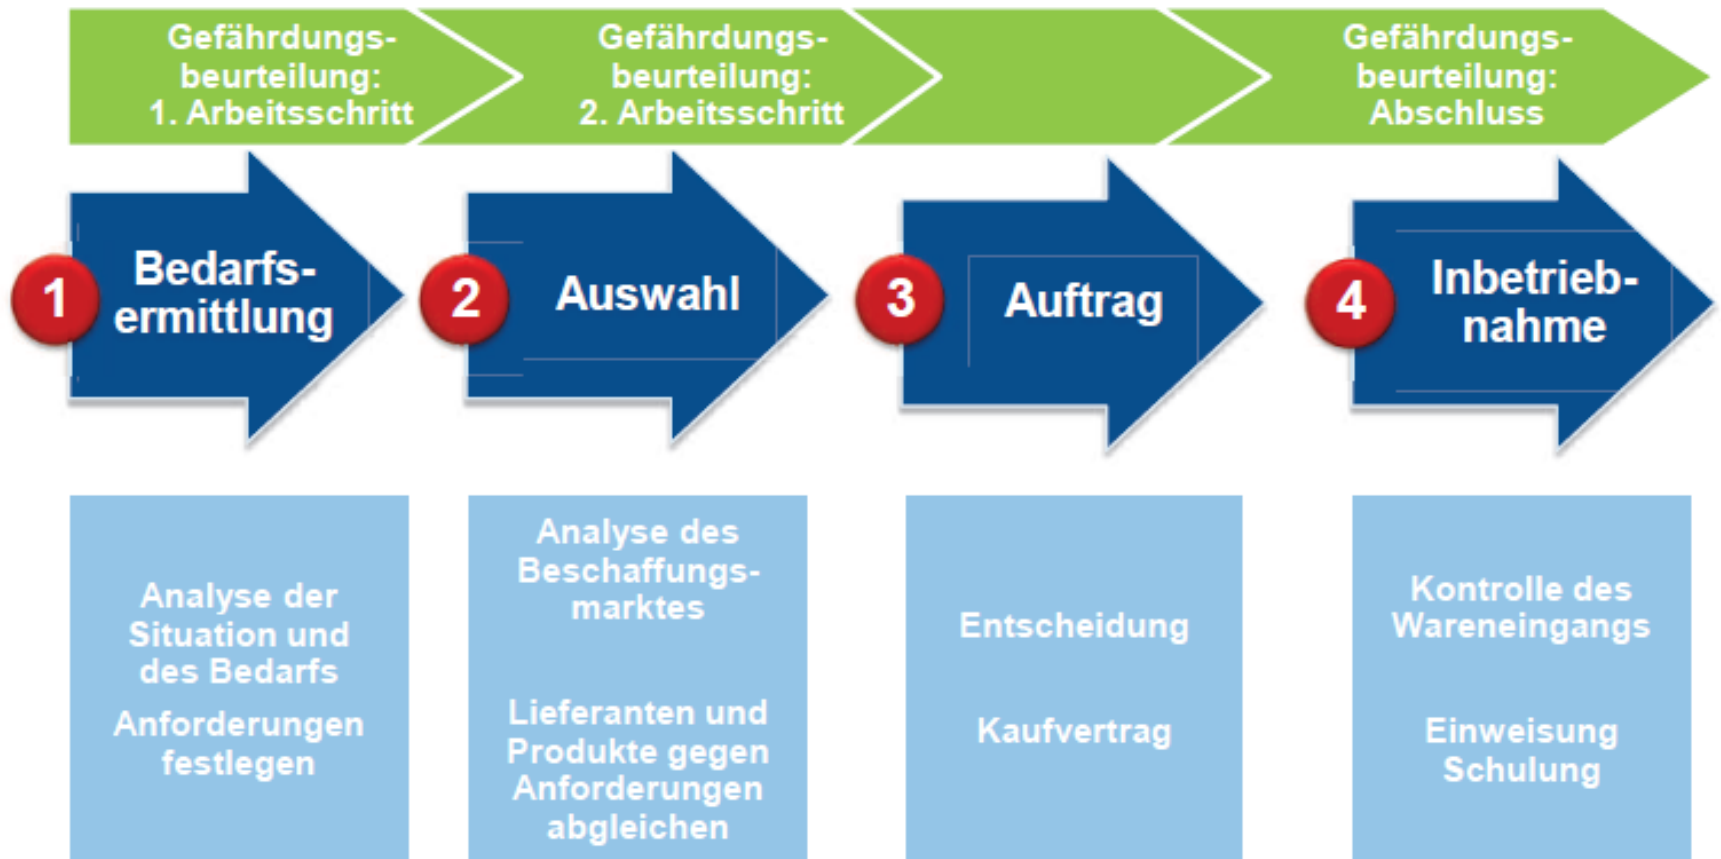 Gefährdungs-
beurteilung:
1. Arbeitsschritt
Gefährdungs-
beurteilung:
2. Arbeitsschritt
Gefährdungs-
beurteilung:
Abschluss
1
Bedarfs-
ermittlung
2
Auswahl
3
Auftrag
4
Inbetrieb-
nahme
Analyse der
Situation und
des Bedarfs
Anforderungen
festlegen
Analyse des
Beschaffungs-
marktes
Lieferanten und
Produkte gegen
Anforderungen
abgleichen
Entscheidung
Kaufvertrag
Kontrolle des
Wareneingangs
Einweisung
Schulung